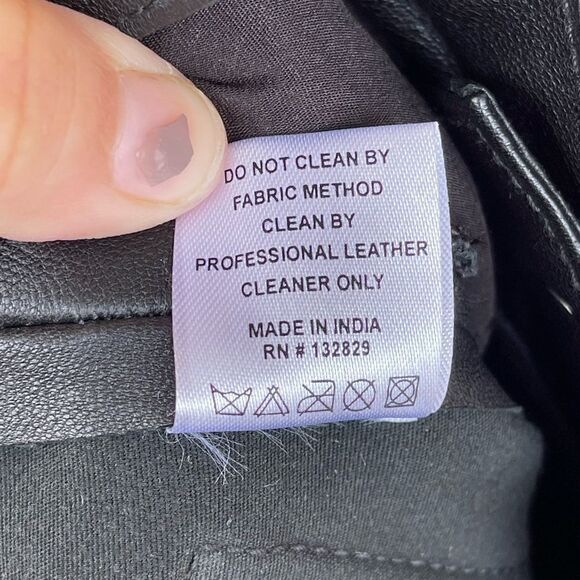 DO NOT CLEAN BY
FABRIC METHOD
CLEAN BY
PROFESSIONAL LEATHER
CLEANER ONLY
MADE IN INDIA
RN # 132829